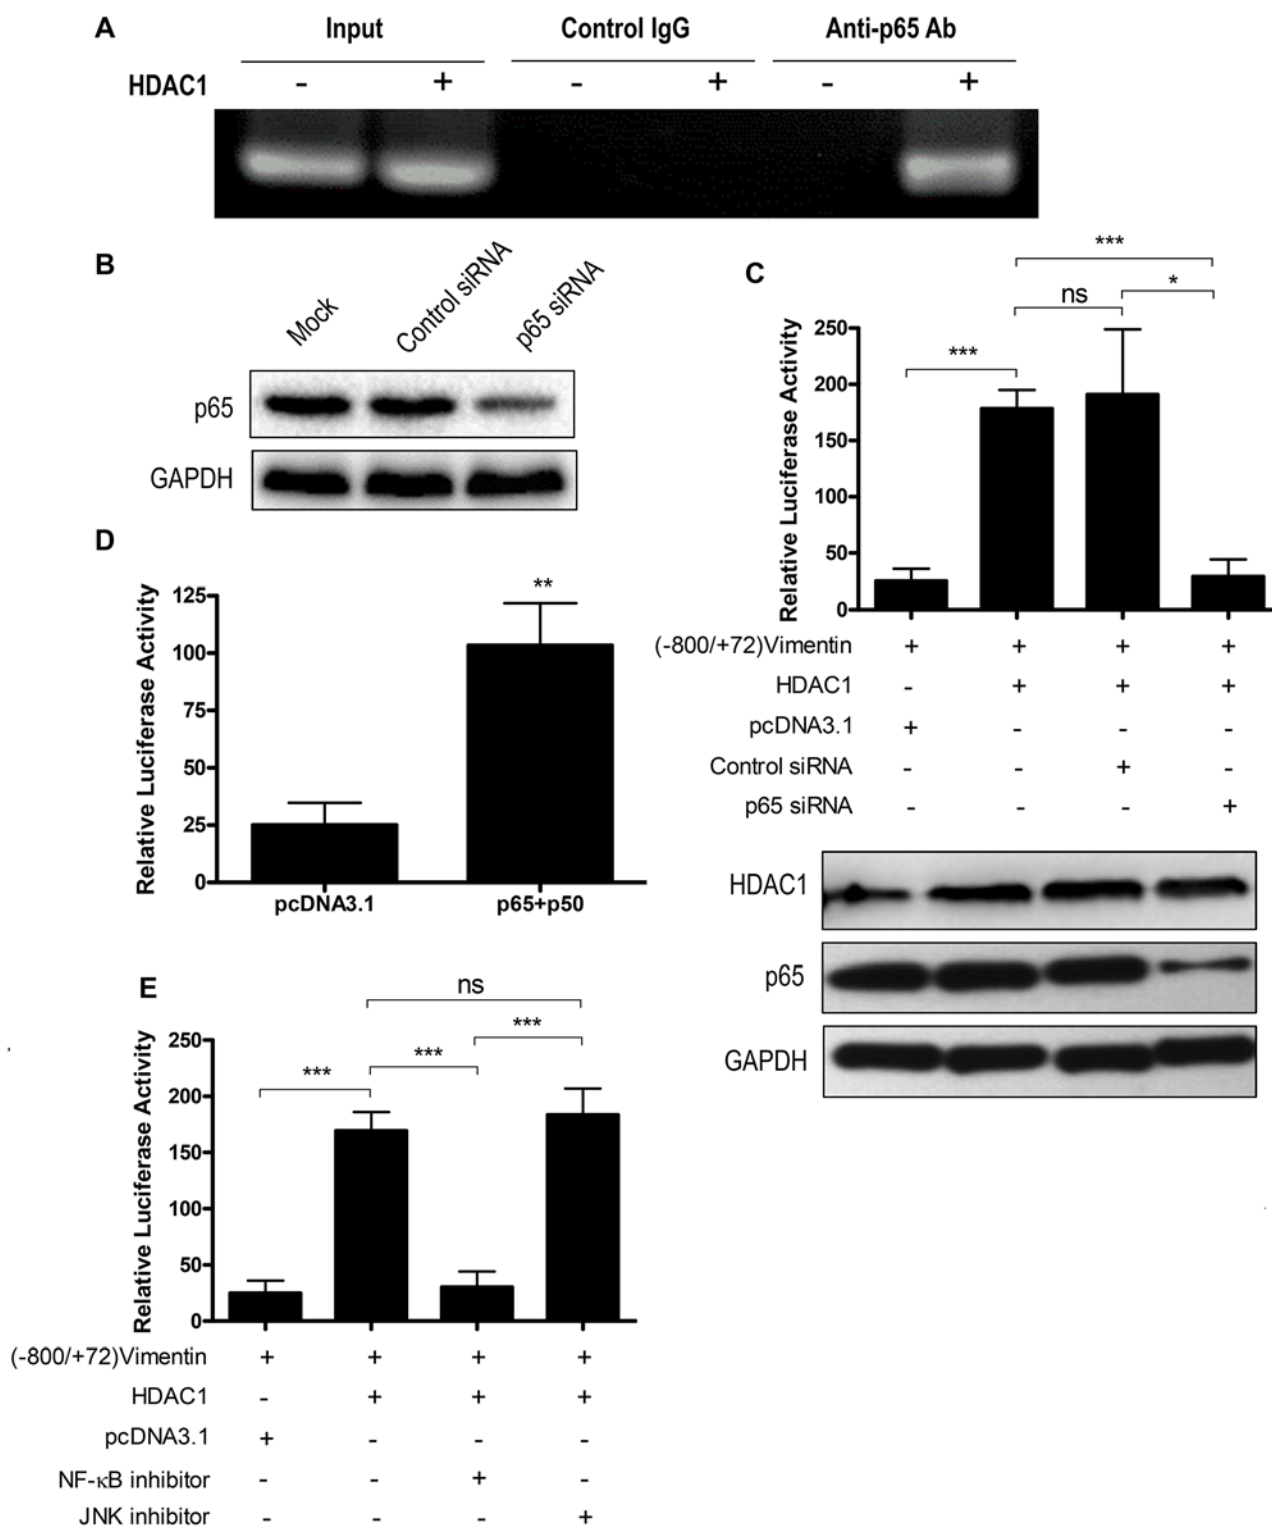 A
Input Control IgG Anti-p65 Ab
HDAC1 - + - + - +
B
Mock Control siRNA p65 siRNA
p65
GAPDH
C
***
*
ns
***
Relative Luciferase Activity
250
200
150
100
50
0
(-800/+72)Vimentin + + + +
HDAC1 - + + +
pcDNA3.1 + - - -
Control siRNA - - + -
p65 siRNA - - - +
HDAC1
p65
GAPDH
D
**
Relative Luciferase Activity
125
100
75
50
25
0
pcDNA3.1 p65+p50
E
ns
***
***
***
Relative Luciferase Activity
250
200
150
100
50
0
(-800/+72)Vimentin + + + +
HDAC1 - + + +
pcDNA3.1 + - - -
NF-κB inhibitor - - + -
JNK inhibitor - - - +